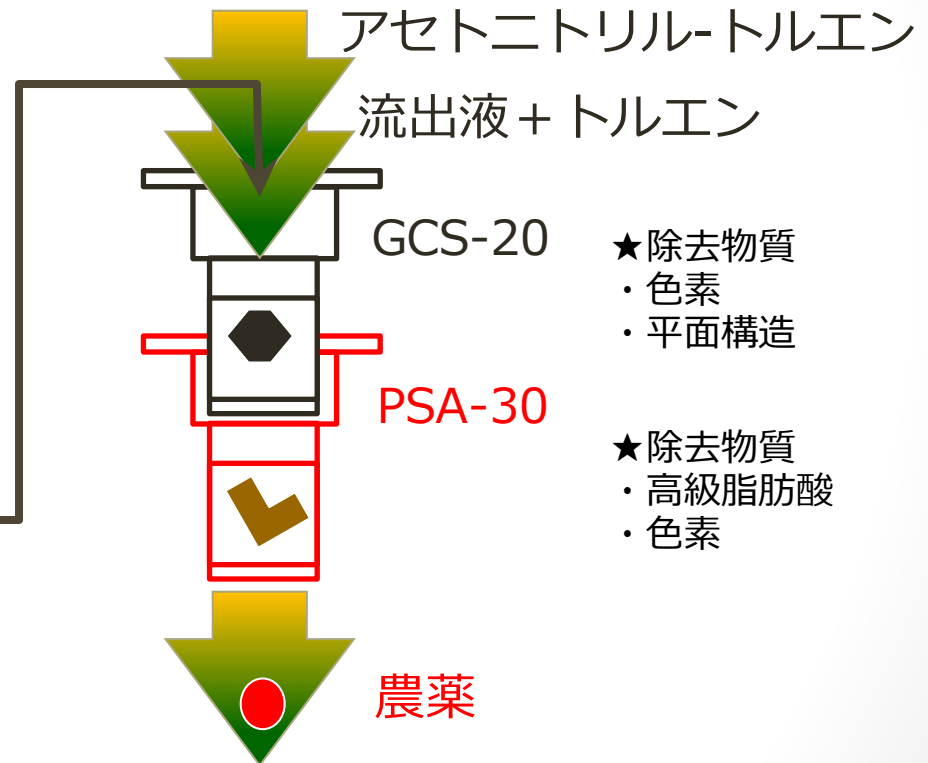 アセトニトリル-トルエン
流出液+トルエン
GCS-20
★除去物質
・色素
・平面構造
PSA-30
★除去物質
・高級脂肪酸
・色素
農薬